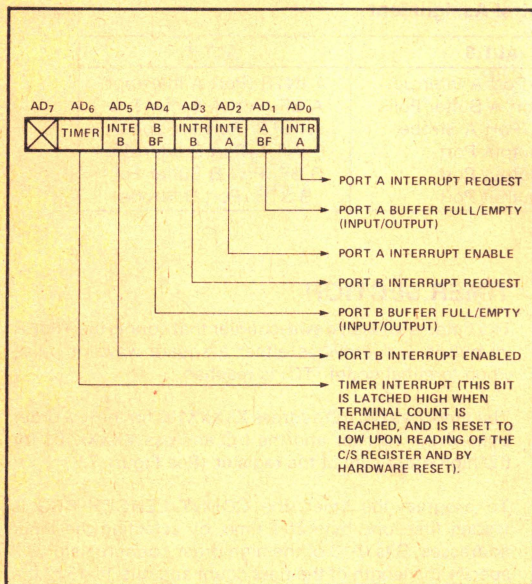 AD7 AD6 AD5 AD4 AD3 AD2 AD1 AD0
TIMER INTE B B BF INTR B INTE A A BF INTR A
PORT A INTERRUPT REQUEST
PORT A BUFFER FULL/EMPTY
(INPUT/OUTPUT)
PORT A INTERRUPT ENABLE
PORT B INTERRUPT REQUEST
PORT B BUFFER FULL/EMPTY
(INPUT/OUTPUT)
PORT B INTERRUPT ENABLED
TIMER INTERRUPT (THIS BIT
IS LATCHED HIGH WHEN
TERMINAL COUNT IS
REACHED, AND IS RESET TO
LOW UPON READING OF THE
C/S REGISTER AND BY
HARDWARE RESET).